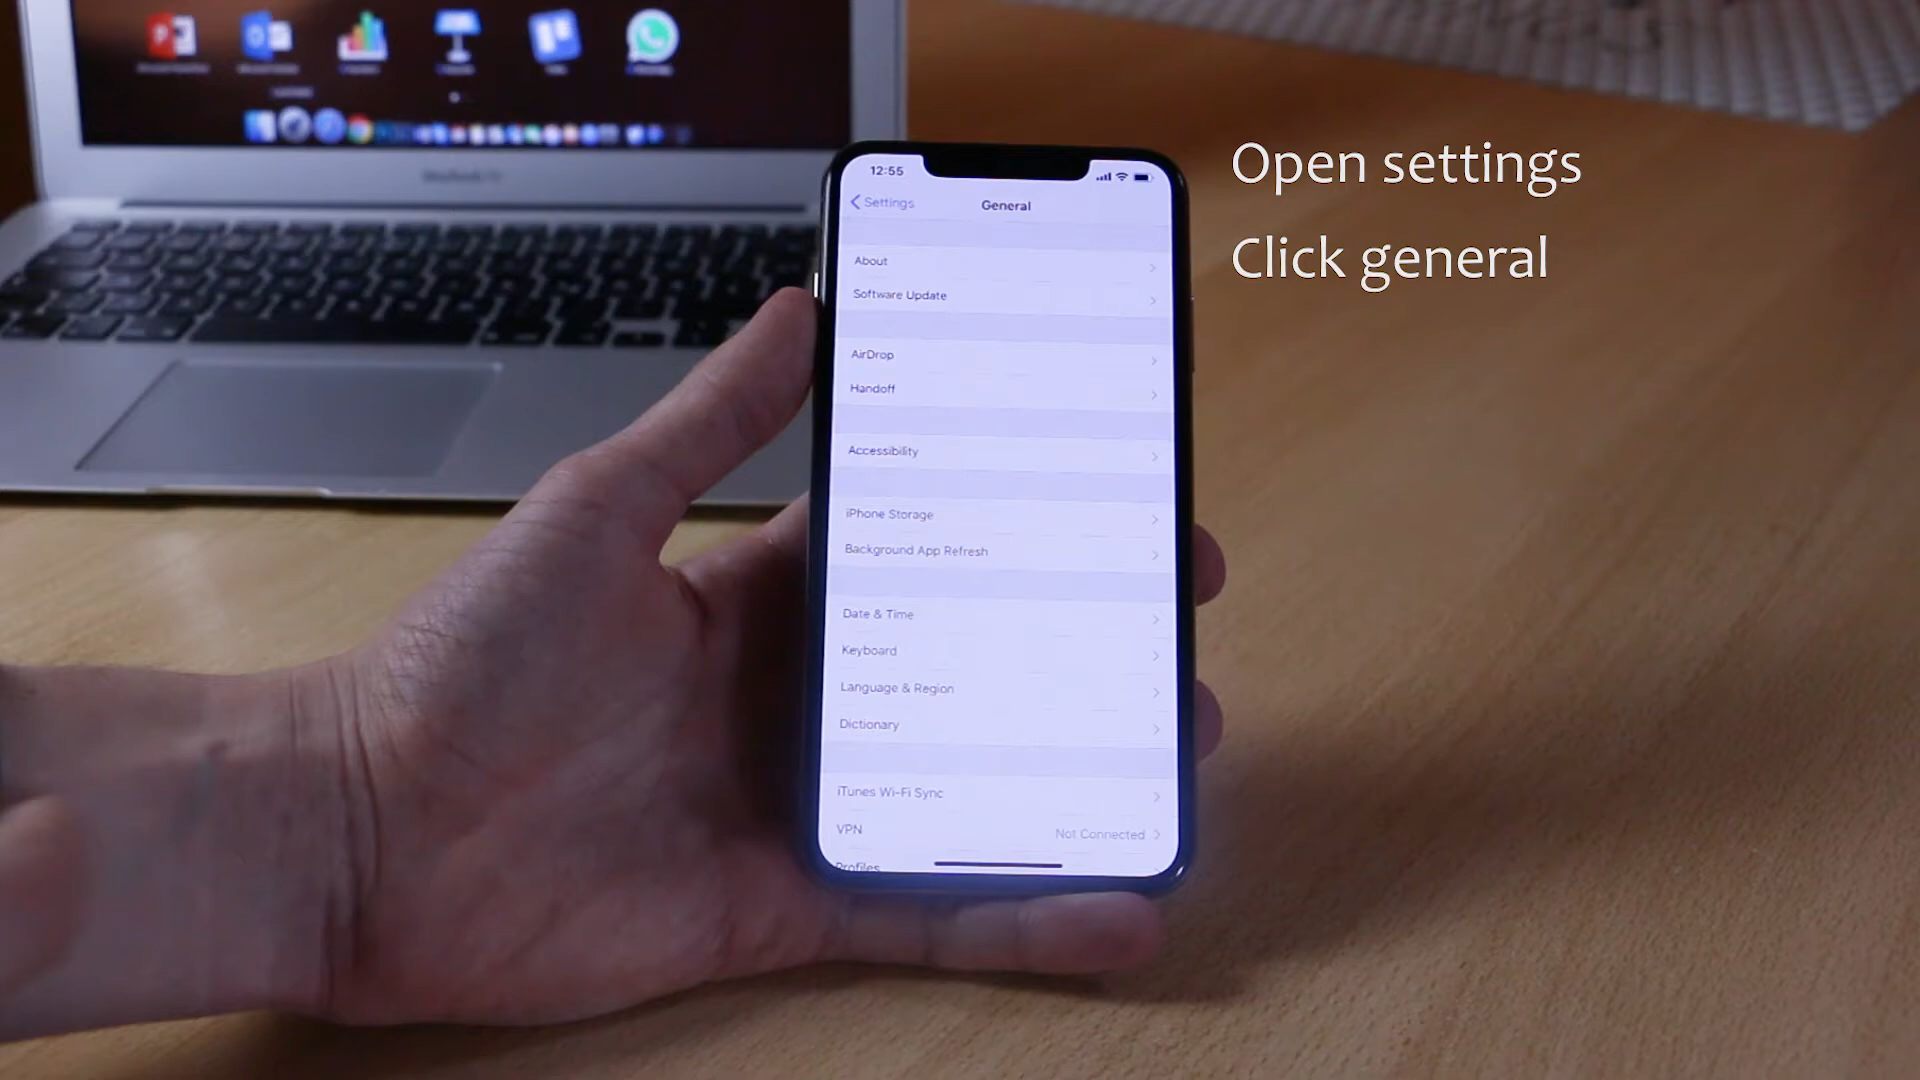 Open settings
Click general
12:55
Settings
General
About
Software Update
AirDrop
Handoff
Accessibility
iPhone Storage
Background App Refresh
Date & Time
Keyboard
Language & Region
Dictionary
iTunes Wi-Fi Sync
VPN Not Connected
Profiles